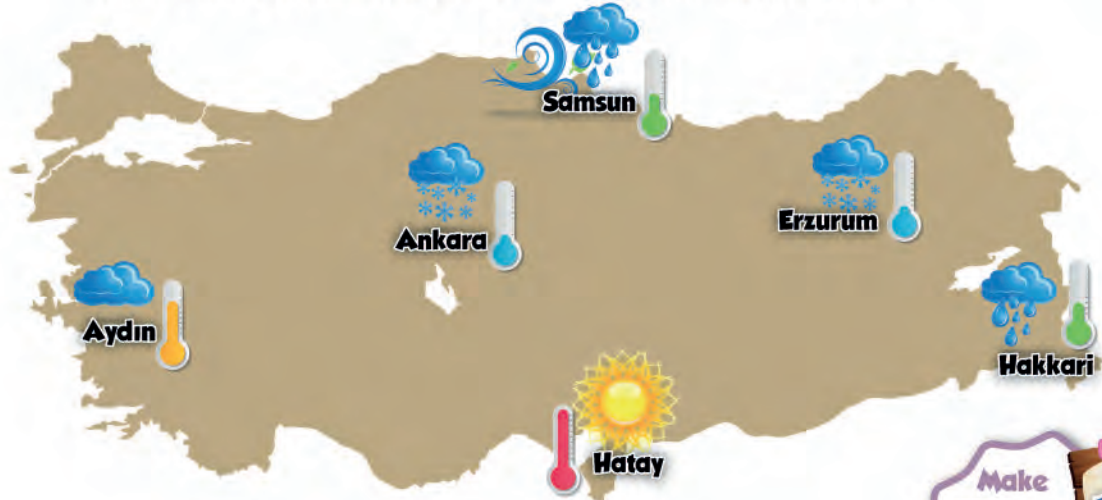 Samsun
Ankara
Erzurum
Aydın
Hakkari
Hatay
Make